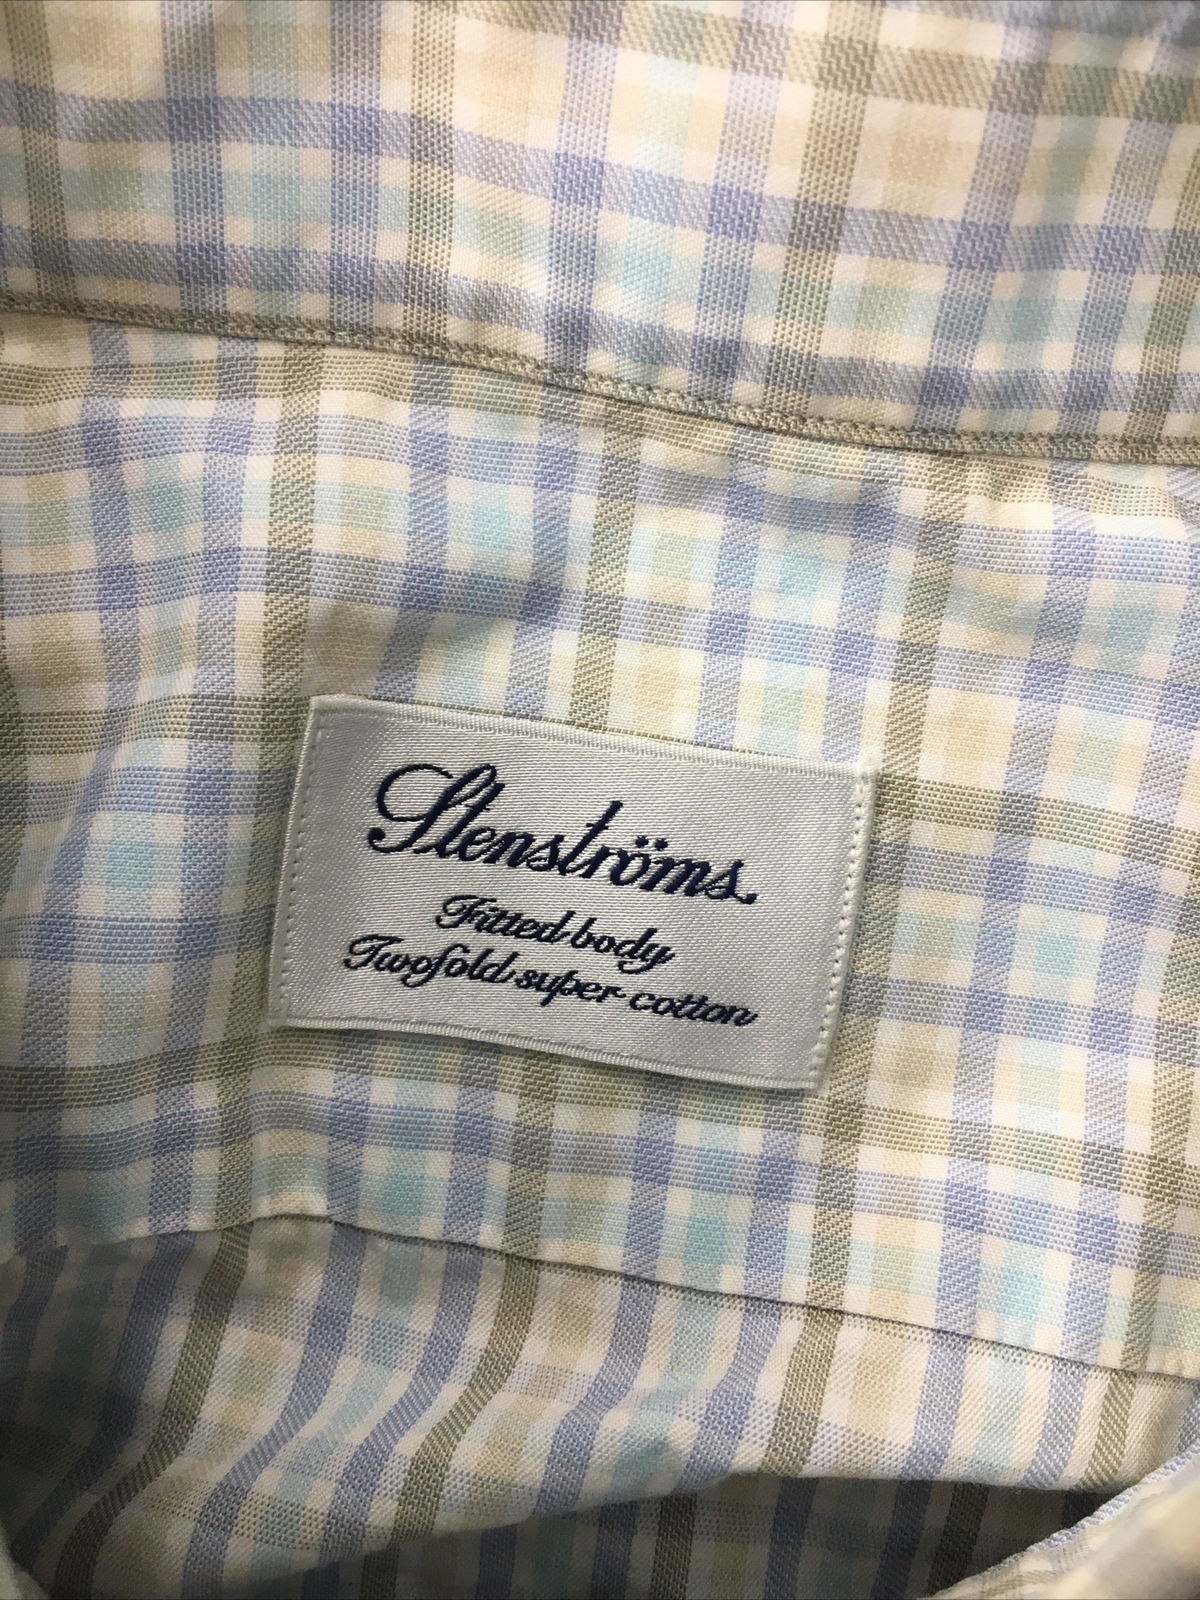 Stenströms
Fitted body
Twofold super cotton